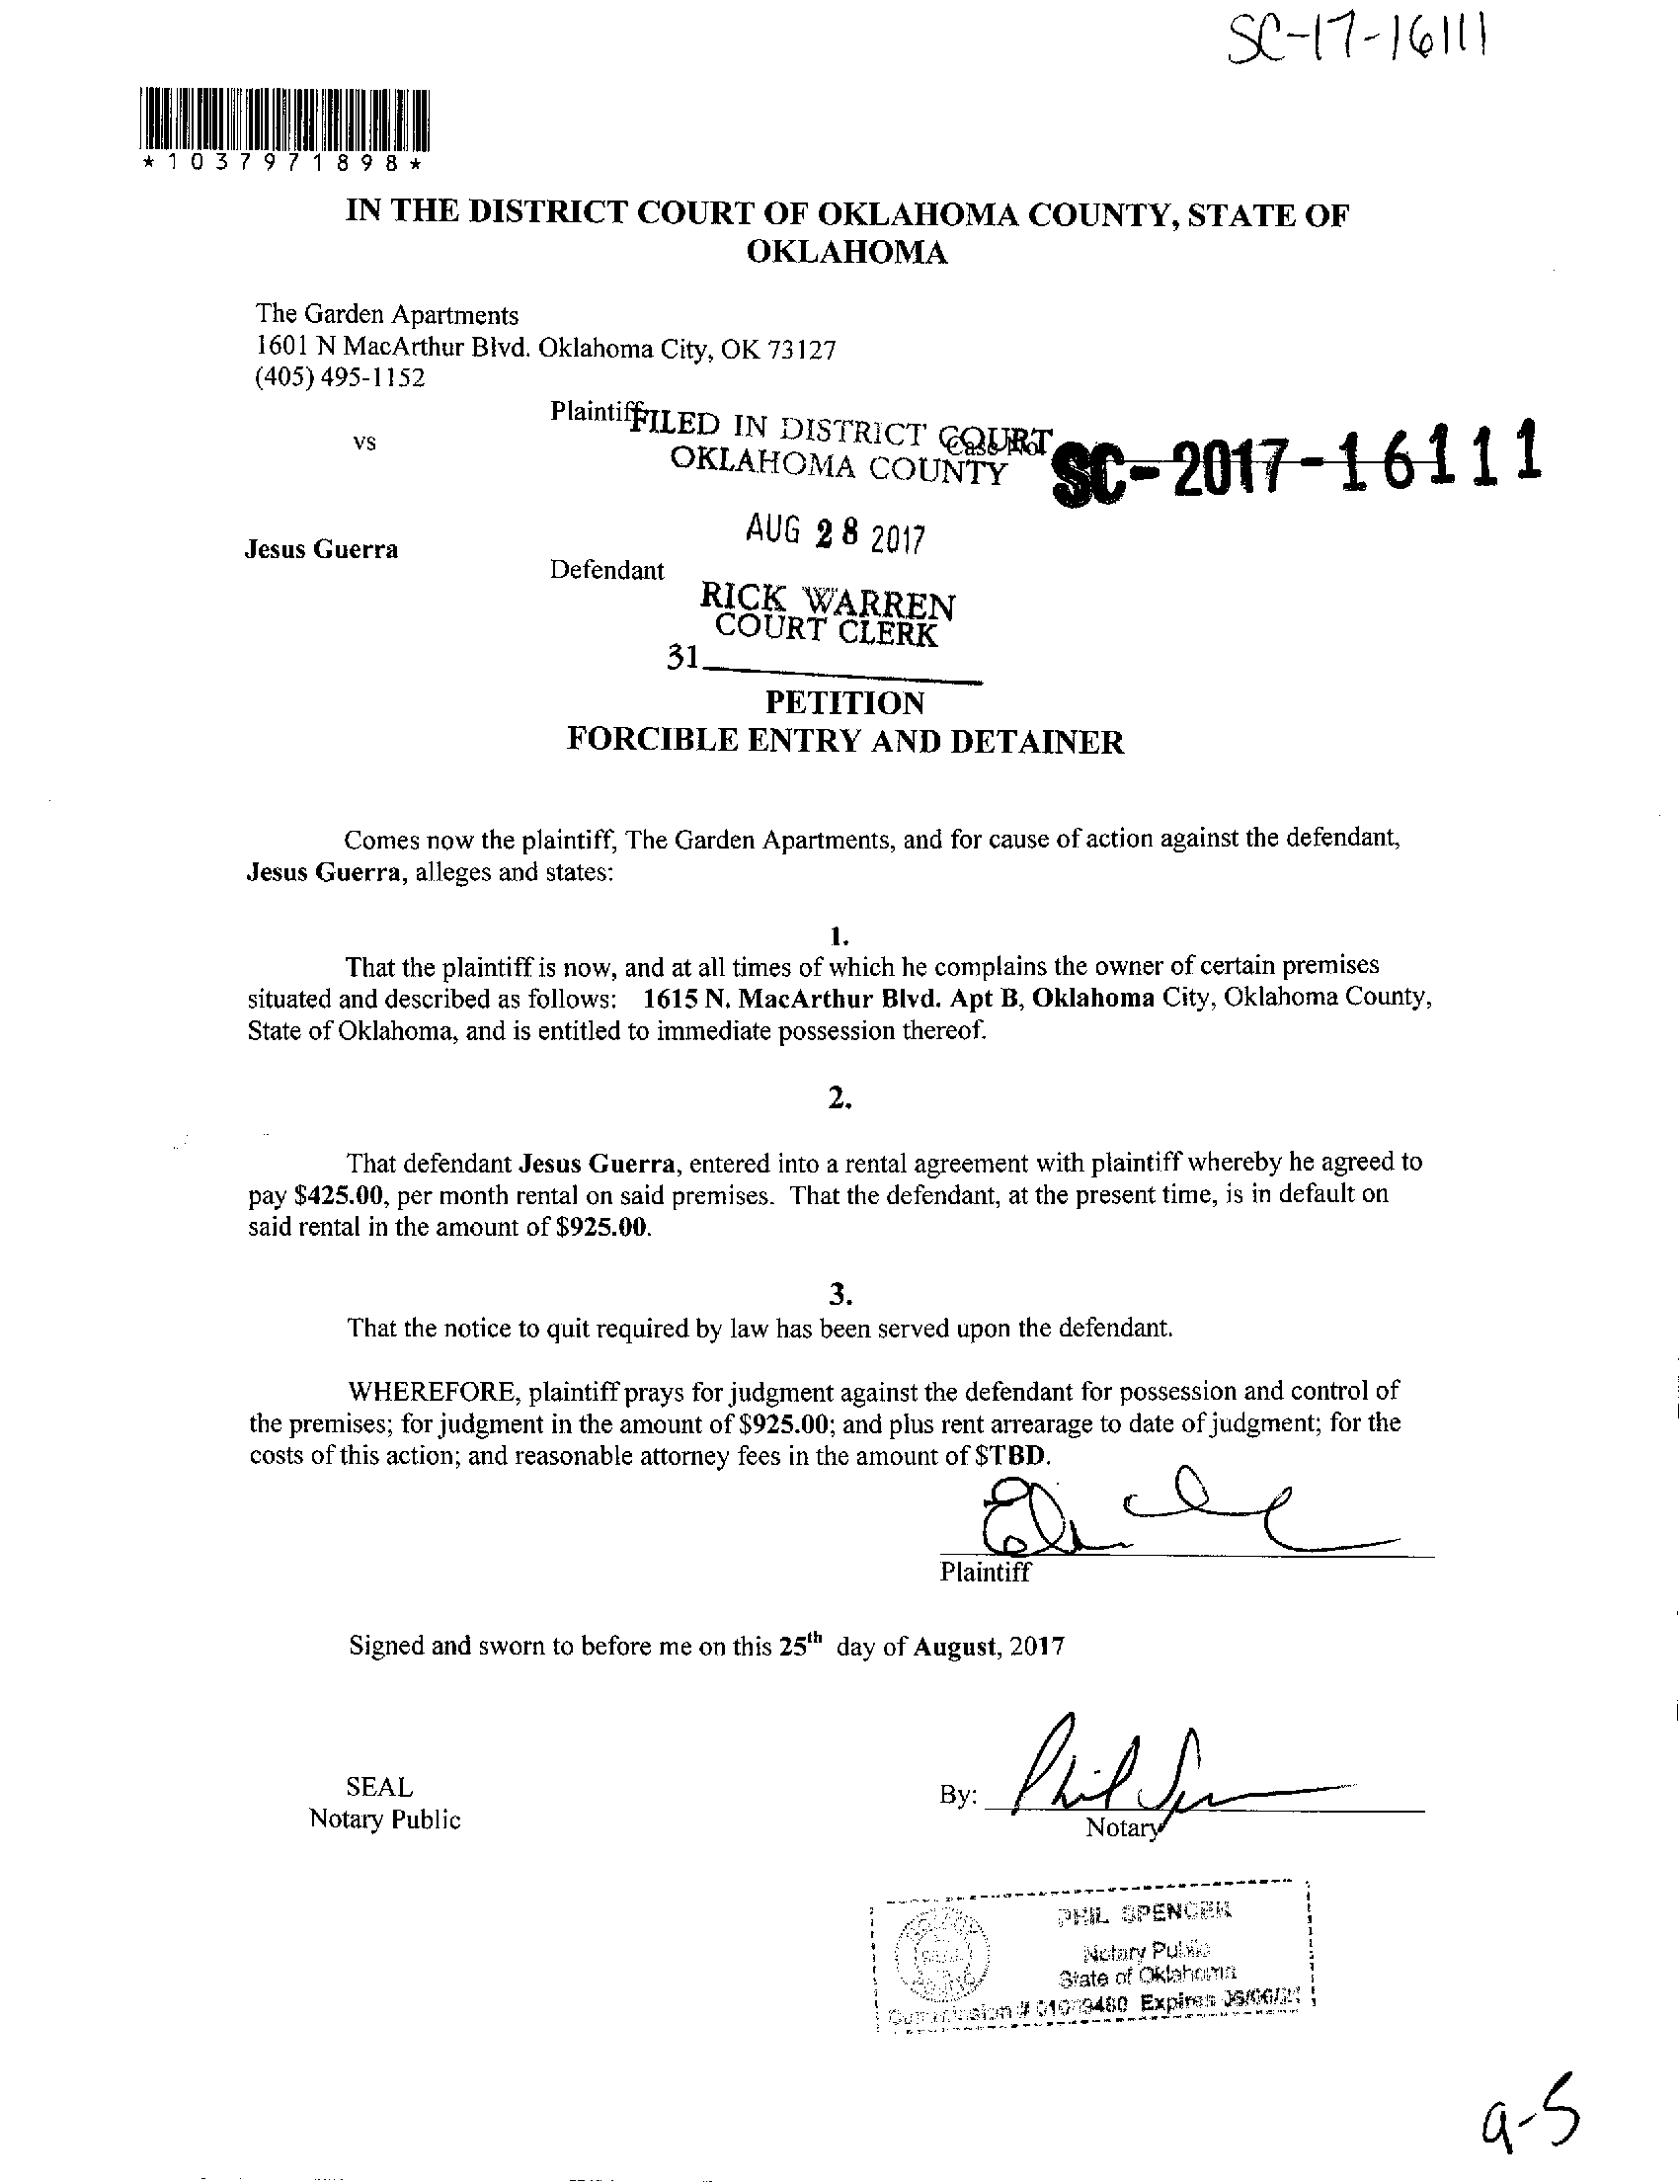 SC-17-16111
*1037971898*
IN THE DISTRICT COURT OF OKLAHOMA COUNTY, STATE OF
OKLAHOMA
The Garden Apartments
1601 N MacArthur Blvd. Oklahoma City, OK 73127
(405) 495-1152
Plaintiff
FILED IN DISTRICT COURT
OKLAHOMA COUNTY
vs
Case No.
SC-2017-16111
AUG 28 2017
Jesus Guerra
Defendant
RICK WARREN
COURT CLERK
31
PETITION
FORCIBLE ENTRY AND DETAINER
Comes now the plaintiff, The Garden Apartments, and for cause of action against the defendant,
Jesus Guerra, alleges and states:
1.
That the plaintiff is now, and at all times of which he complains the owner of certain premises
situated and described as follows: 1615 N. MacArthur Blvd. Apt B, Oklahoma City, Oklahoma County,
State of Oklahoma, and is entitled to immediate possession thereof.
2.
That defendant Jesus Guerra, entered into a rental agreement with plaintiff whereby he agreed to
pay $425.00, per month rental on said premises. That the defendant, at the present time, is in default on
said rental in the amount of $925.00.
3.
That the notice to quit required by law has been served upon the defendant.
WHEREFORE, plaintiff prays for judgment against the defendant for possession and control of
the premises; for judgment in the amount of $925.00; and plus rent arrearage to date of judgment; for the
costs of this action; and reasonable attorney fees in the amount of $TBD.
Plaintiff
Signed and sworn to before me on this 25th day of August, 2017
SEAL
Notary Public
By: Phil
Notary
PHIL SPENCER
Notary Public
State of Oklahoma
Commission # Expires
9-5